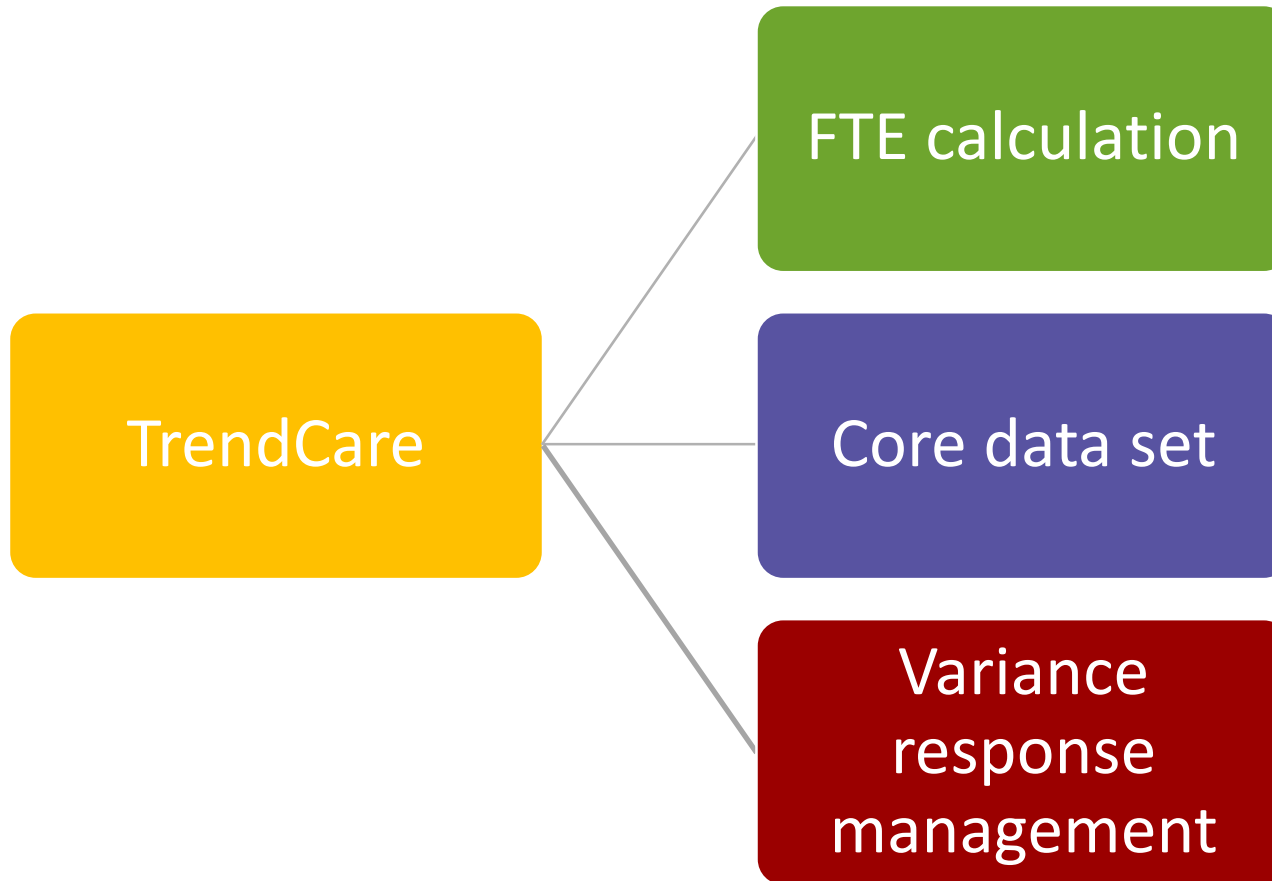 FTE calculation
TrendCare
Core data set
Variance
response
management